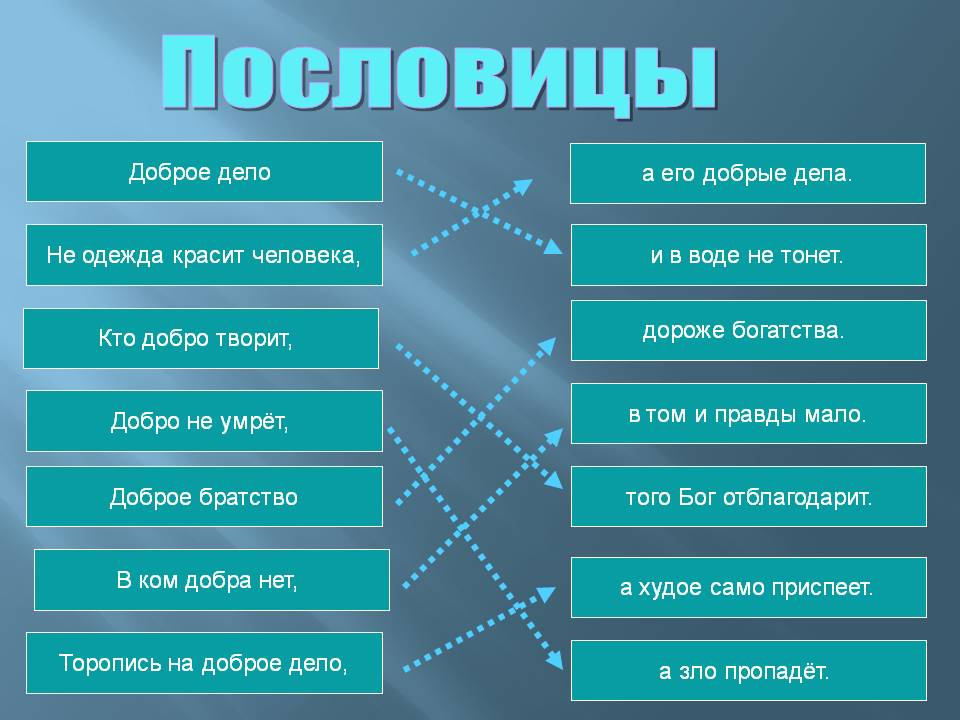 Пословицы
Доброе дело
а его добрые дела.
Не одежда красит человека,
и в воде не тонет.
Кто добро творит,
дороже богатства.
Добро не умрёт,
в том и правды мало.
Доброе братство
того Бог отблагодарит.
В ком добра нет,
а худое само приспеет.
Торопись на доброе дело,
а зло пропадёт.